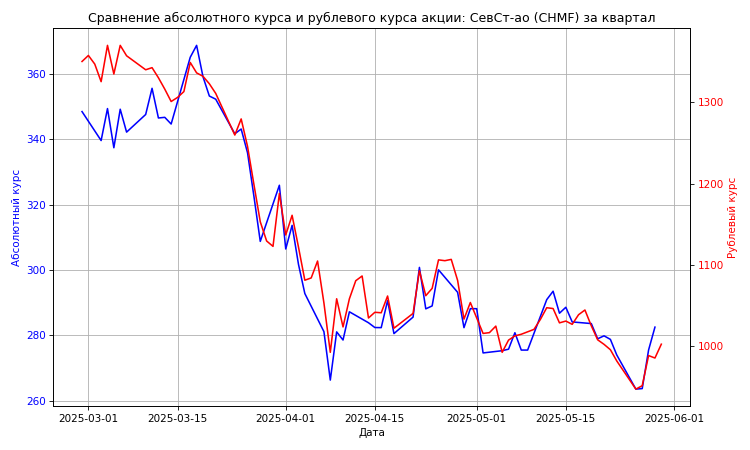 Сравнение абсолютного курса и рублевого курса акции: СевСт-ао (CHMF) за квартал
Абсолютный курс
360
340
320
300
280
260
1300
1200
1100
1000
Рублевый курс
2025-03-01 2025-03-15 2025-04-01 2025-04-15 2025-05-01 2025-05-15 2025-06-01
Дата